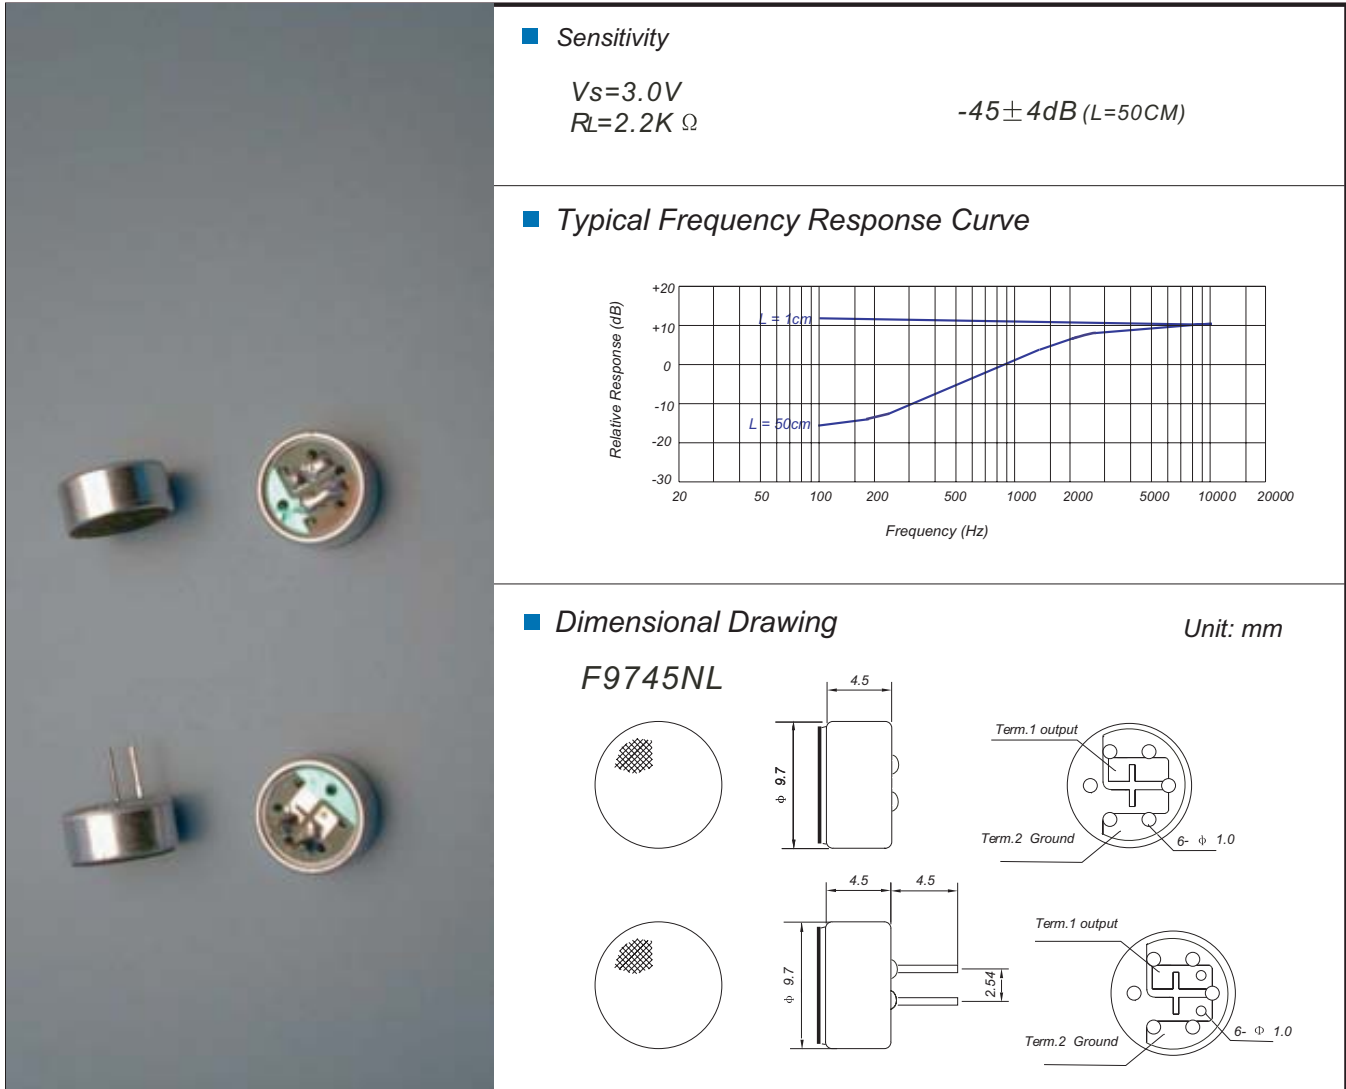 Sensitivity
Vs=3.0V
RL=2.2K Ω
-45±4dB (L=50CM)
Typical Frequency Response Curve
Relative Response (dB)
+20
+10
0
-10
-20
-30
L = 1cm
L = 50cm
20 50 100 200 500 1000 2000 5000 10000 20000
Frequency (Hz)
Dimensional Drawing
Unit: mm
F9745NL
4.5
ϕ 9.7
Term.1 output
Term.2 Ground
6- ϕ 1.0
4.5 4.5
ϕ 9.7
2.54
Term.1 output
Term.2 Ground
6- Φ 1.0